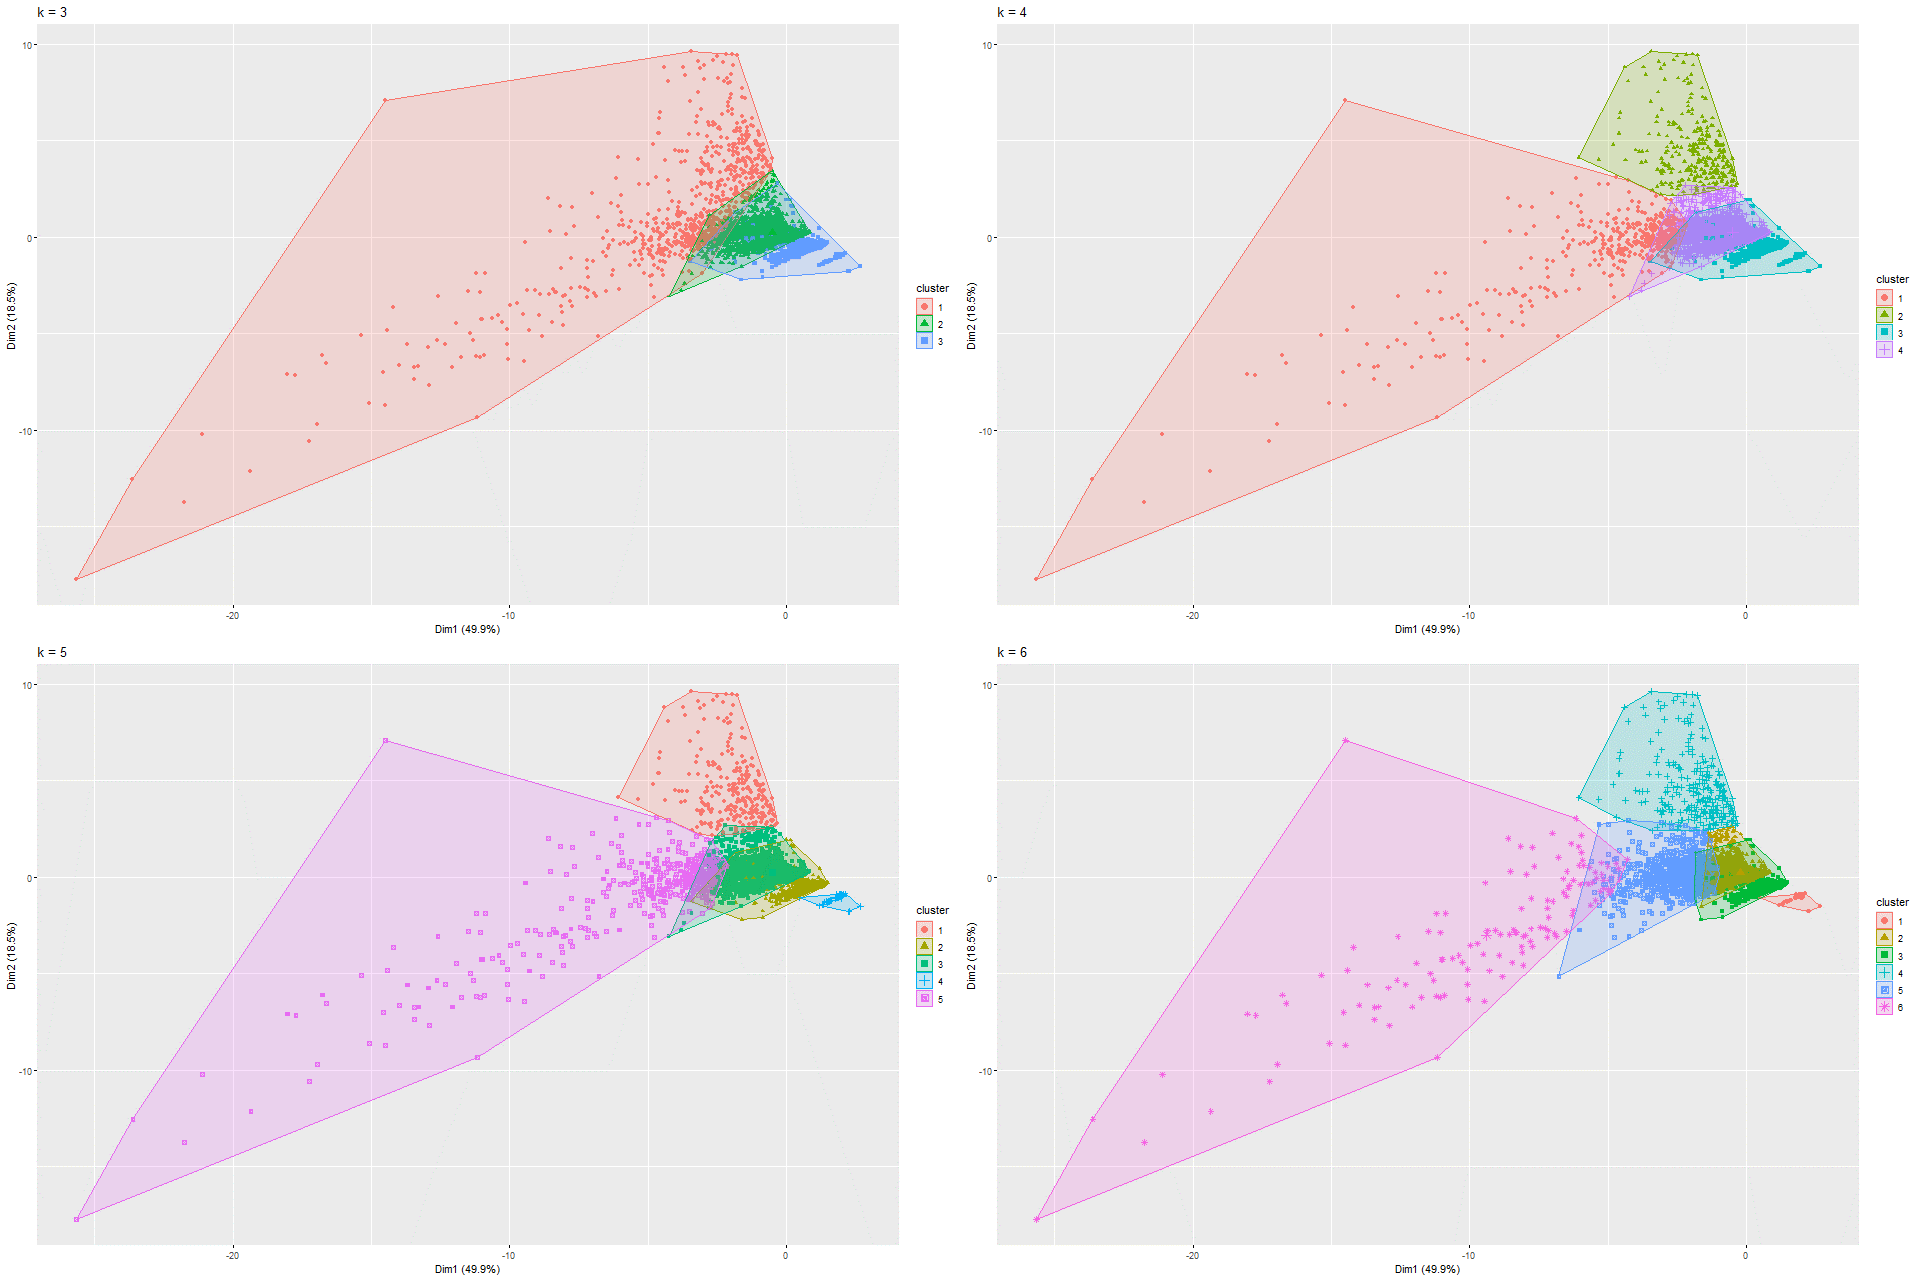 k = 3
10
0
-10
-20
-10
0
Dim1 (49.9%)
Dim2 (18.5%)
cluster
1
2
3
k = 4
10
0
-10
-20
-10
0
Dim1 (49.9%)
Dim2 (18.5%)
cluster
1
2
3
4
k = 5
10
0
-10
-20
-10
0
Dim1 (49.9%)
Dim2 (18.5%)
cluster
1
2
3
4
5
k = 6
10
0
-10
-20
-10
0
Dim1 (49.9%)
Dim2 (18.5%)
cluster
1
2
3
4
5
6